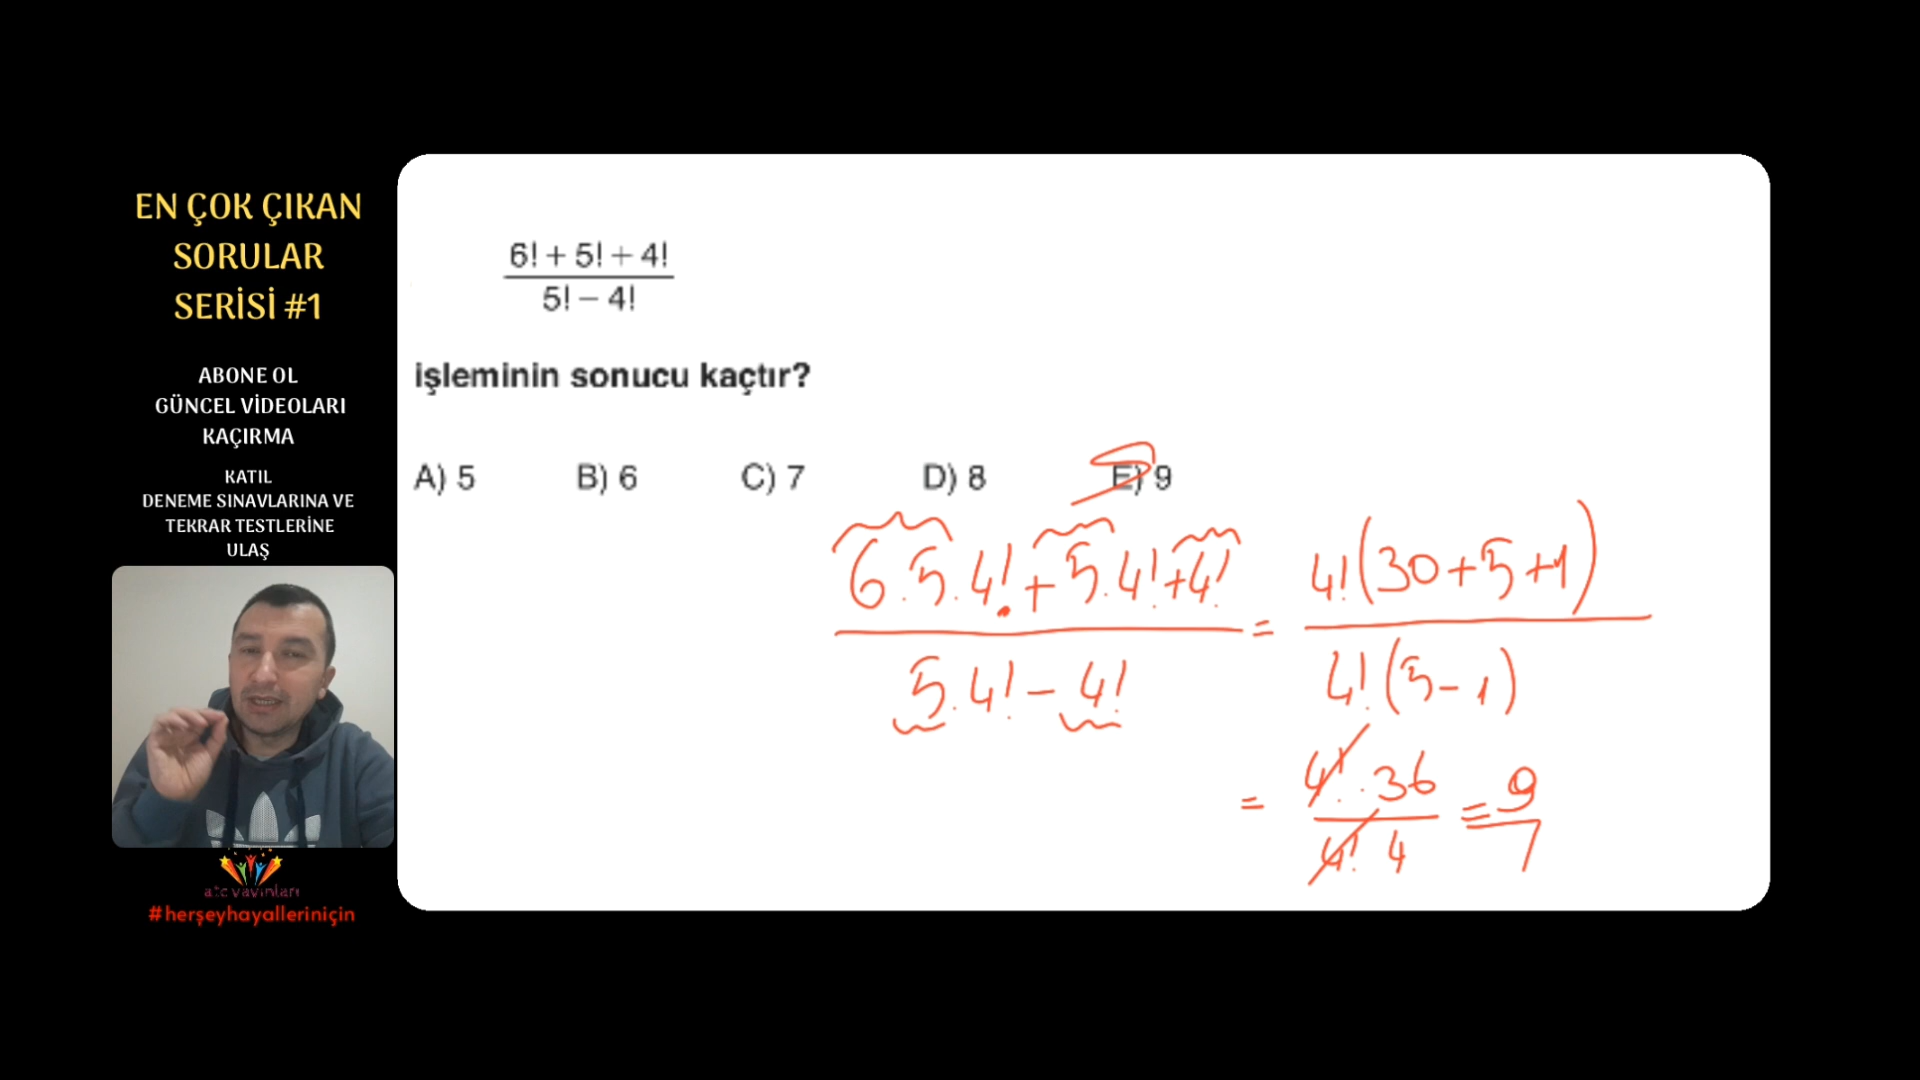 EN ÇOK ÇIKAN
SORULAR
SERİSİ #1
ABONE OL
GÜNCEL VİDEOLARI
KAÇIRMA
KATIL
DENEME SINAVLARINA VE
TEKRAR TESTLERİNE
ULAŞ
atc yayınları
#herşeyhayalleriniçin
6! + 5! + 4!
5! – 4!
işleminin sonucu kaçtır?
A) 5 B) 6 C) 7 D) 8 E) 9
6.5.4! + 5.4! + 4! = 4!(30+5+1)
5.4! – 4! 4!(5-1)
= 4!.36 = 9
4! 4